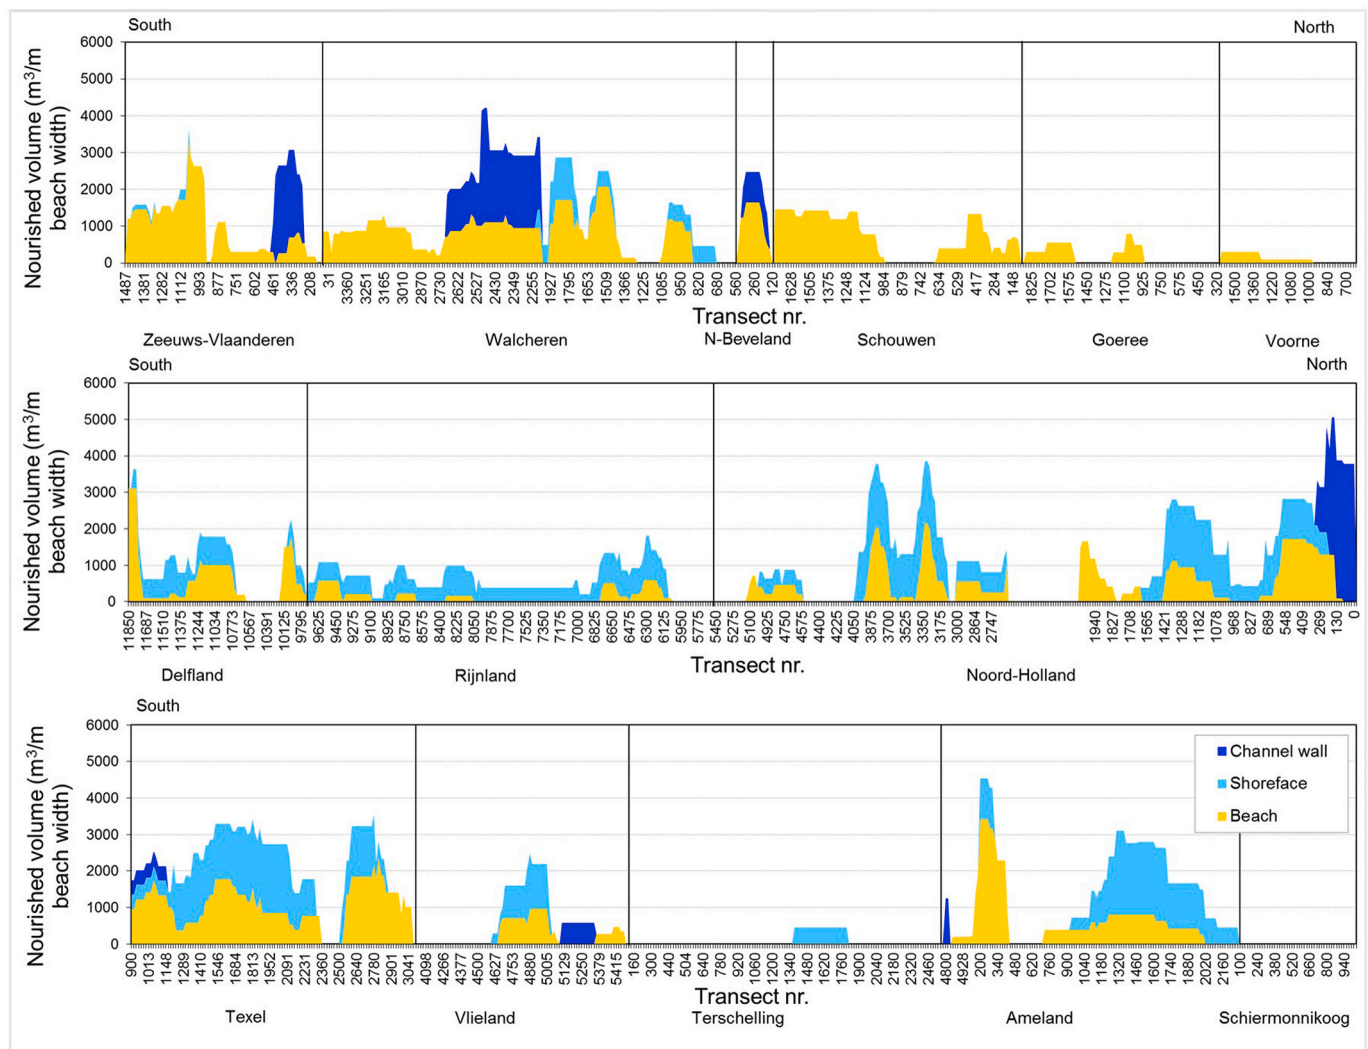 South
North
Nourished volume (m³/m
beach width)
6000
5000
4000
3000
2000
1000
0
1487 1381 1282 1112 993 877 751 602 461 336 208 31 3360 3251 3165 3010 2870 2710 2622 2527 2430 2349 2255 1927 1795 1509 1366 1225 1085 950 820 680 560 260 120 1628 1505 1375 1240 1124 984 879 742 634 529 417 284 148 1825 1702 1575 1450 1275 1100 925 750 575 450 320 1500 1360 1220 1080 1000 840 700
Transect nr.
Zeeuws-Vlaanderen Walcheren N-Beveland Schouwen Goeree Voorne
South
North
Nourished volume (m³/m
beach width)
6000
5000
4000
3000
2000
1000
0
11850 11687 11510 11375 11244 11034 10773 10567 10391 10125 9795 9625 9450 9275 9100 8925 8750 8575 8400 8225 8050 7875 7700 7525 7350 7175 7000 6825 6650 6475 6300 6125 5950 5775 5450 5275 5100 4925 4750 4575 4400 4225 4050 3875 3700 3525 3350 3175 3000 2864 2747 1940 1827 1708 1565 1421 1288 1182 1078 968 827 689 548 409 269 130 0
Delfland Rijnland Transect nr. Noord-Holland
South
Nourished volume (m³/m
beach width)
6000
5000
4000
3000
2000
1000
0
Channel wall
Shoreface
Beach
900 1013 1148 1289 1410 1546 1684 1813 1952 2091 2231 2360 2500 2640 2780 2901 3041 4098 4266 4377 4500 4627 4753 4880 5005 5129 5250 5379 5415 160 300 440 504 640 780 920 1060 1200 1340 1480 1620 1760 1900 2040 2180 2320 2460 4800 4928 200 340 480 620 760 900 1040 1180 1320 1460 1600 1740 1880 2020 2160 100 240 380 520 660 800 940
Transect nr.
Texel Vlieland Terschelling Ameland Schiermonnikoog